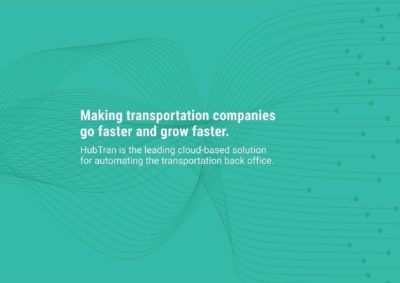 Making transportation companies
go faster and grow faster.
HubTran is the leading cloud-based solution
for automating the transportation back office.